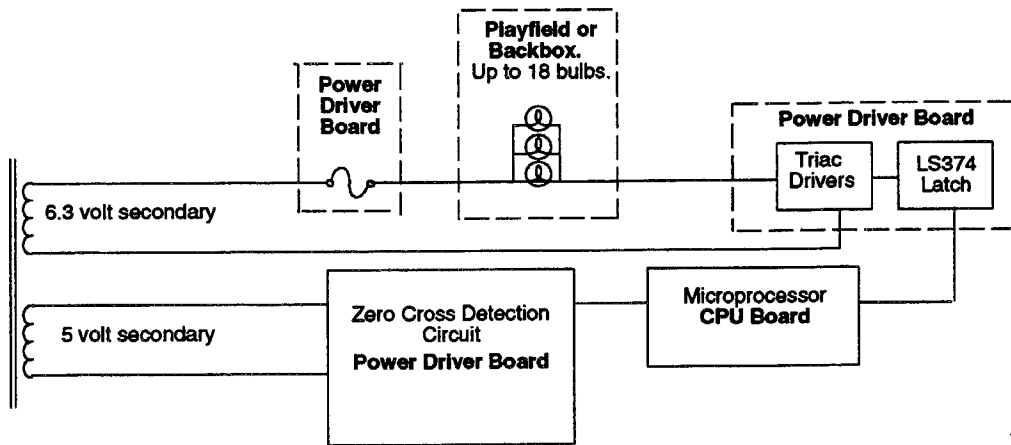 Playfield or
Backbox.
Up to 18 bulbs.
Power
Driver
Board
Power Driver Board
Triac
Drivers
LS374
Latch
6.3 volt secondary
5 volt secondary
Zero Cross Detection
Circuit
Power Driver Board
Microprocessor
CPU Board